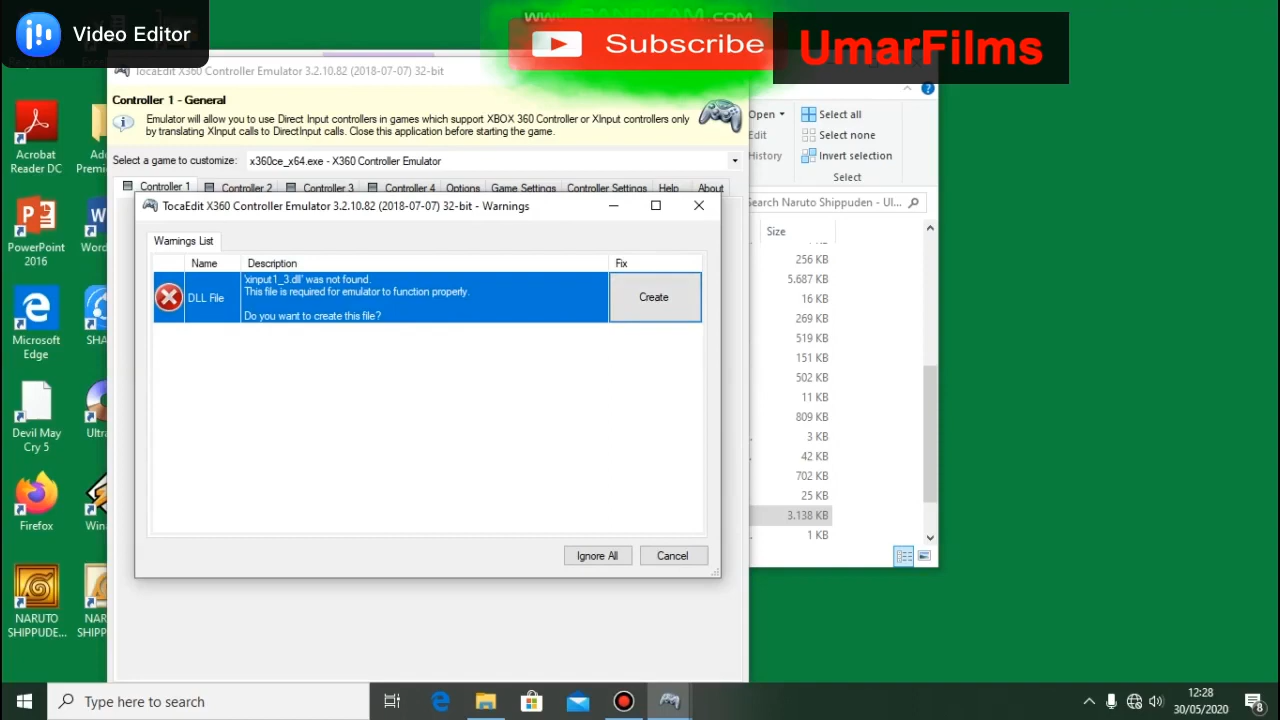 Video Editor
WWW.BANDICAM.COM
Subscribe
UmarFilms
TocaEdit X360 Controller Emulator 3.2.10.82 (2018-07-07) 32-bit
Controller 1 - General
Emulator will allow you to use Direct Input controllers in games which support XBOX 360 Controller or XInput controllers only
by translating XInput calls to DirectInput calls. Close this application before starting the game.
Select a game to customize:
x360ce_x64.exe - X360 Controller Emulator
Controller 1
Controller 2
Controller 3
Controller 4
Options
Game Settings
Controller Settings
Help
About
TocaEdit X360 Controller Emulator 3.2.10.82 (2018-07-07) 32-bit - Warnings
Warnings List
Name
Description
Fix
DLL File
'xinput1_3.dll' was not found.
This file is required for emulator to function properly.
Do you want to create this file?
Create
Ignore All
Cancel
Open
Edit
History
Select all
Select none
Invert selection
Select
Search Naruto Shippuden - Ul...
Size
256 KB
5.687 KB
16 KB
269 KB
519 KB
151 KB
502 KB
11 KB
809 KB
3 KB
42 KB
702 KB
25 KB
3.138 KB
1 KB
Acrobat
Reader DC
PowerPoint
2016
Microsoft
Edge
Devil May
Cry 5
Firefox
NARUTO
SHIPPUDE...
Type here to search
12:28
30/05/2020
8